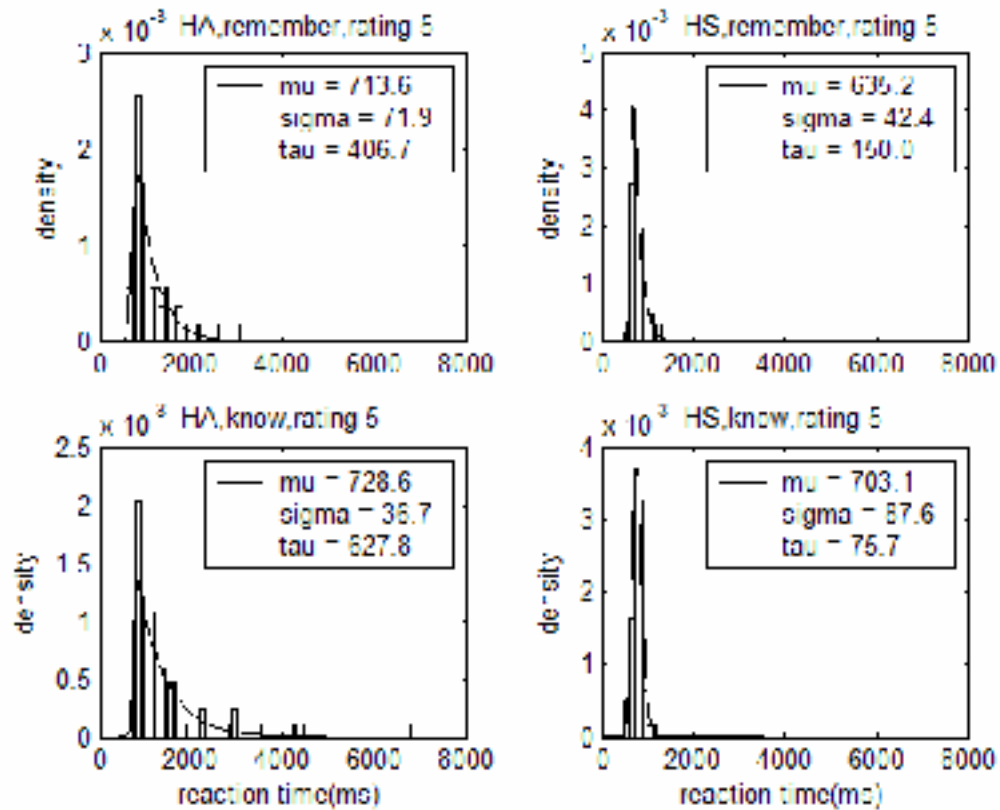 x 10⁻³ HA,remember,rating 5
3
2
1
0
density
mu = 713.6
sigma = 71.9
tau = 406.7
0 2000 4000 6000 8000
x 10⁻³ HS,remember,rating 5
5
4
3
2
1
0
density
mu = 635.2
sigma = 42.4
tau = 150.0
0 2000 4000 6000 8000
x 10⁻³ HA,know,rating 5
2.5
2
1.5
1
0.5
0
density
mu = 728.6
sigma = 36.7
tau = 627.8
0 2000 4000 6000 8000
reaction time(ms)
x 10⁻³ HS,know,rating 5
4
3
2
1
0
density
mu = 703.1
sigma = 87.6
tau = 75.7
0 2000 4000 6000 8000
reaction time(ms)